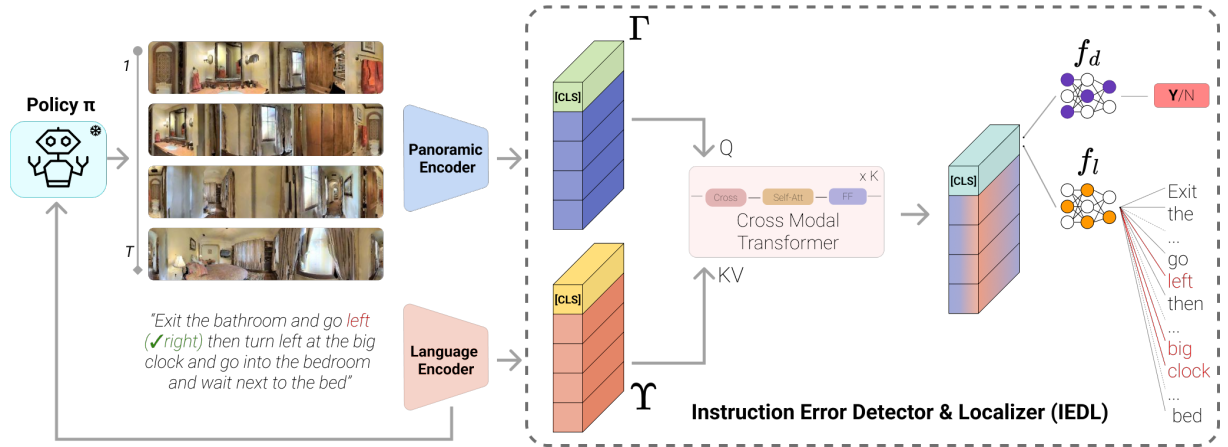 Policy π
1
T
Panoramic
Encoder
"Exit the bathroom and go left
(✓right) then turn left at the big
clock and go into the bedroom
and wait next to the bed"
Language
Encoder
Γ
[CLS]
[CLS]
ϒ
Q
KV
x K
Cross
Self-Att
FF
Cross Modal
Transformer
[CLS]
f_d
Y/N
f_l
Exit
the
...
go
left
then
...
big
clock
...
bed
Instruction Error Detector & Localizer (IEDL)